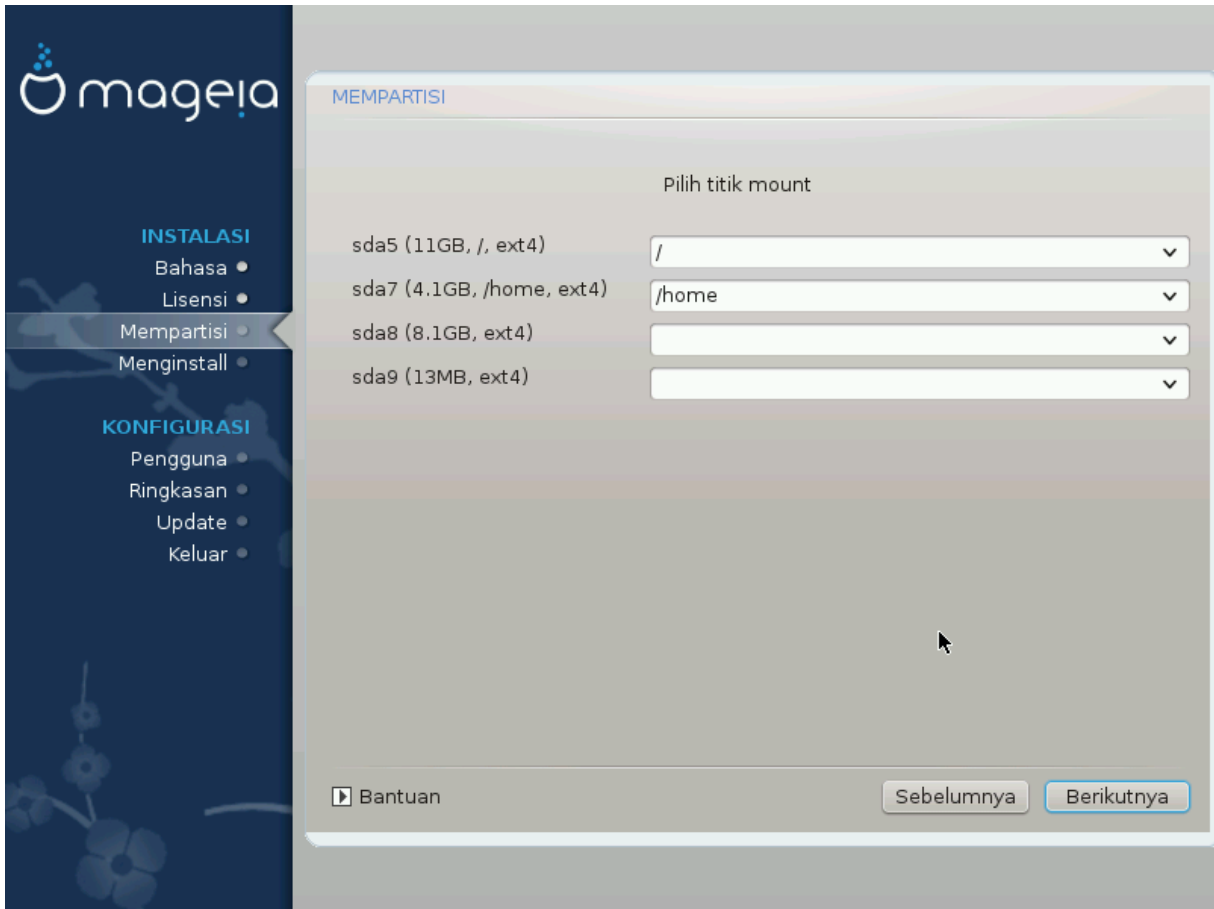 mageia
INSTALASI
Bahasa
Lisensi
Mempartisi
Menginstall
KONFIGURASI
Pengguna
Ringkasan
Update
Keluar
MEMPARTISI
Pilih titik mount
sda5 (11GB, /, ext4) /
sda7 (4.1GB, /home, ext4) /home
sda8 (8.1GB, ext4)
sda9 (13MB, ext4)
Bantuan Sebelumnya Berikutnya